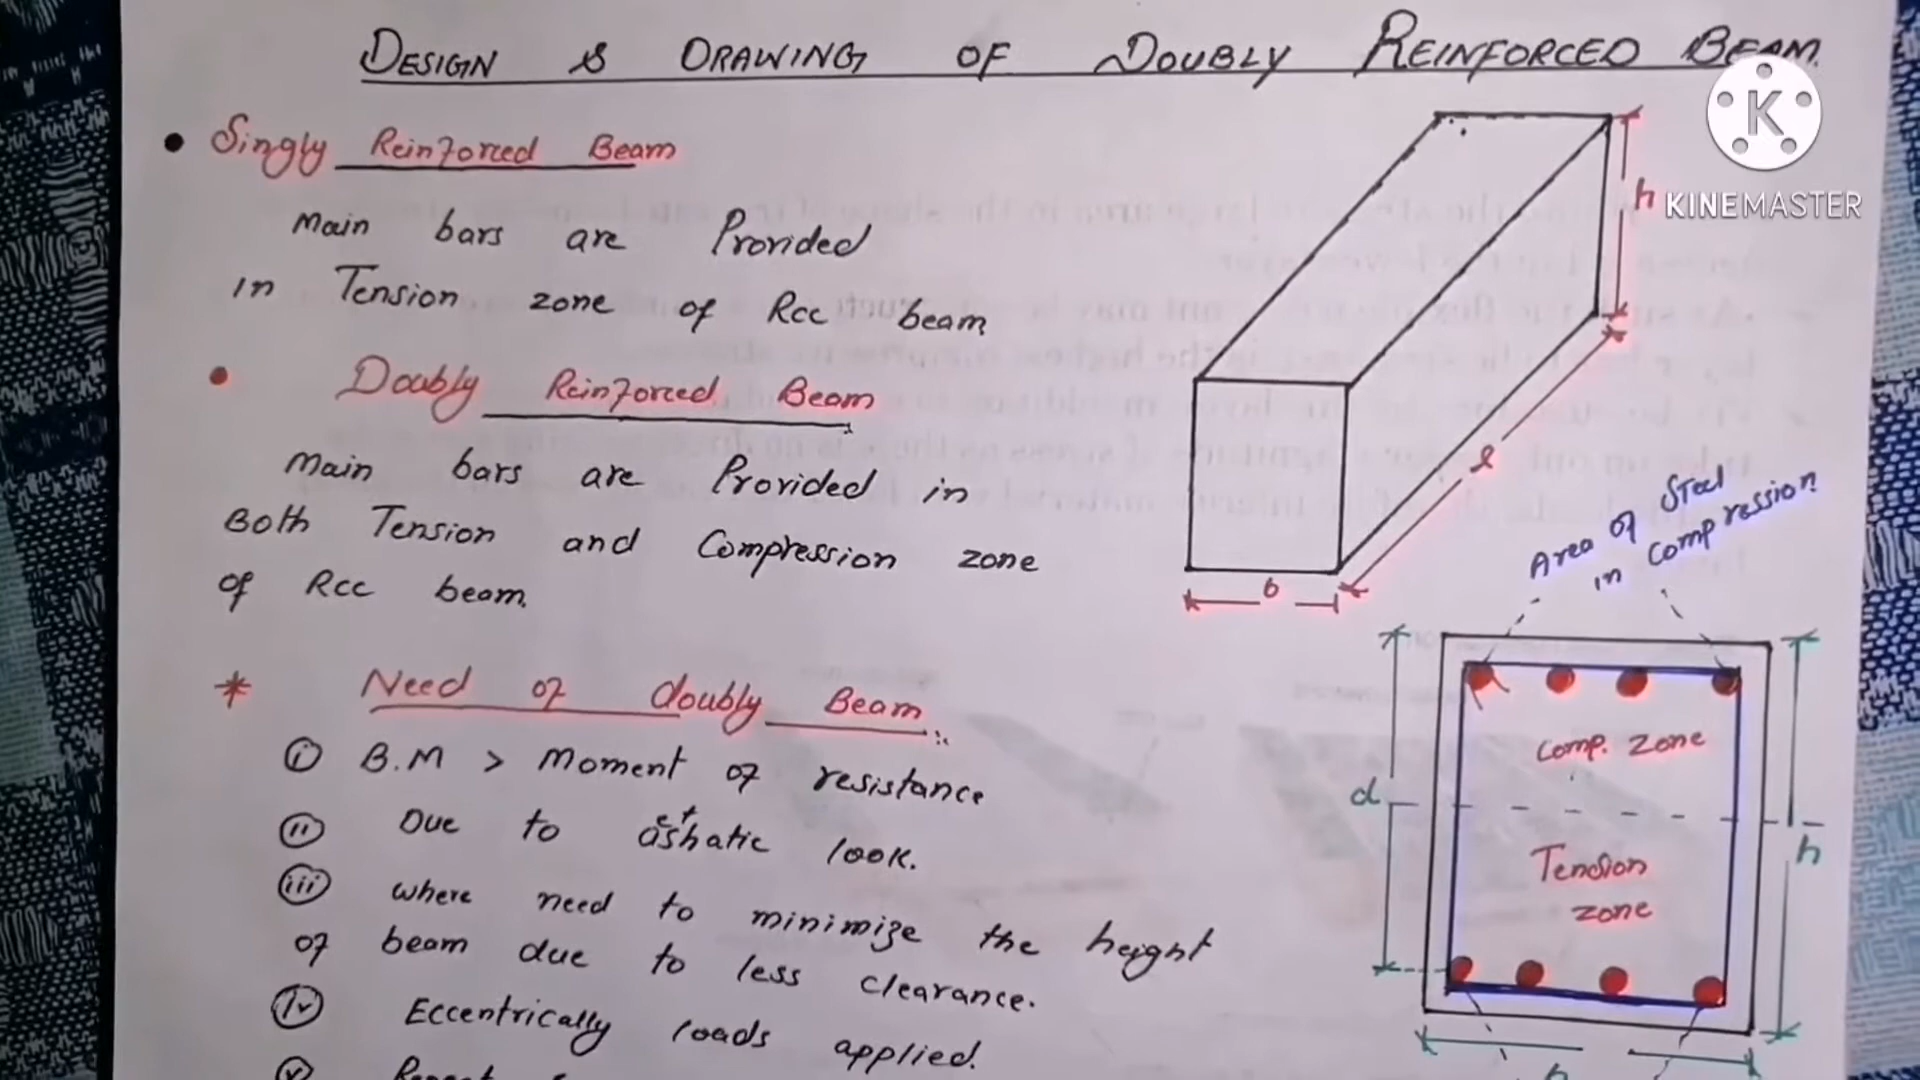 DESIGN & DRAWING OF DOUBLY REINFORCED BEAM.
• Singly Reinforced Beam
main bars are Provided
in Tension zone of Rcc beam
• Doubly Reinforced Beam
main bars are Provided in
Both Tension and Compression zone
of Rcc beam.
* Need of doubly Beam
(i) B.M > moment of resistance
(ii) Due to look.
(iii) where need to minimize the height
of beam due to less clearance.
(iv) Eccentrically loads applied.
(v)
h
l
b
K
KINEMASTER
Area of Steel
in Compression
Comp. zone
d
h
Tension
zone
b